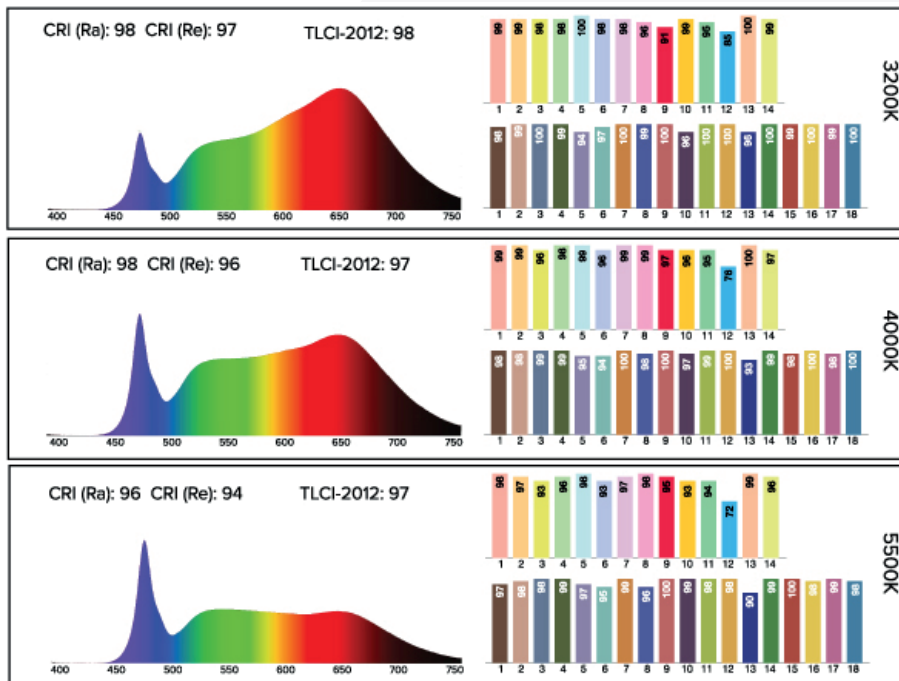 CRI (Ra): 98 CRI (Re): 97 TLCI-2012: 98
99 99 98 98 100 98 98 96 91 99 95 85 100 99
1 2 3 4 5 6 7 8 9 10 11 12 13 14
98 99 100 99 94 97 100 99 100 96 100 100 96 100 99 100 99 100
1 2 3 4 5 6 7 8 9 10 11 12 13 14 15 16 17 18
400 450 500 550 600 650 700 750
3200K
CRI (Ra): 98 CRI (Re): 96 TLCI-2012: 97
99 99 96 98 99 96 99 99 97 96 95 78 100 97
1 2 3 4 5 6 7 8 9 10 11 12 13 14
98 98 99 99 95 94 100 98 100 97 99 100 93 99 98 100 98 100
1 2 3 4 5 6 7 8 9 10 11 12 13 14 15 16 17 18
400 450 500 550 600 650 700 750
4000K
CRI (Ra): 96 CRI (Re): 94 TLCI-2012: 97
98 97 93 96 98 93 97 98 95 93 94 72 99 96
1 2 3 4 5 6 7 8 9 10 11 12 13 14
97 98 98 99 97 95 99 96 100 99 98 98 90 99 100 98 99 98
1 2 3 4 5 6 7 8 9 10 11 12 13 14 15 16 17 18
400 450 500 550 600 650 700 750
5500K